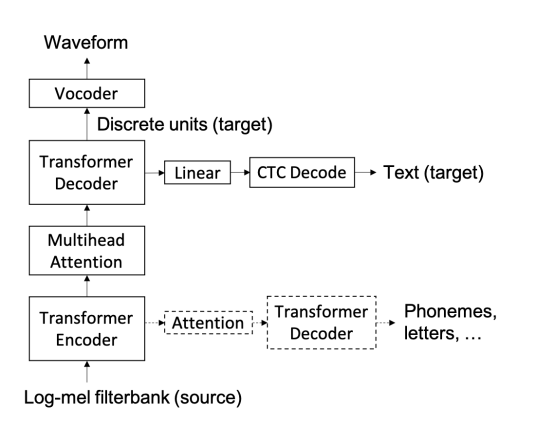 Waveform
Vocoder
Discrete units (target)
Transformer
Decoder
Linear
CTC Decode
Text (target)
Multihead
Attention
Transformer
Encoder
Attention
Transformer
Decoder
Phonemes,
letters, ...
Log-mel filterbank (source)